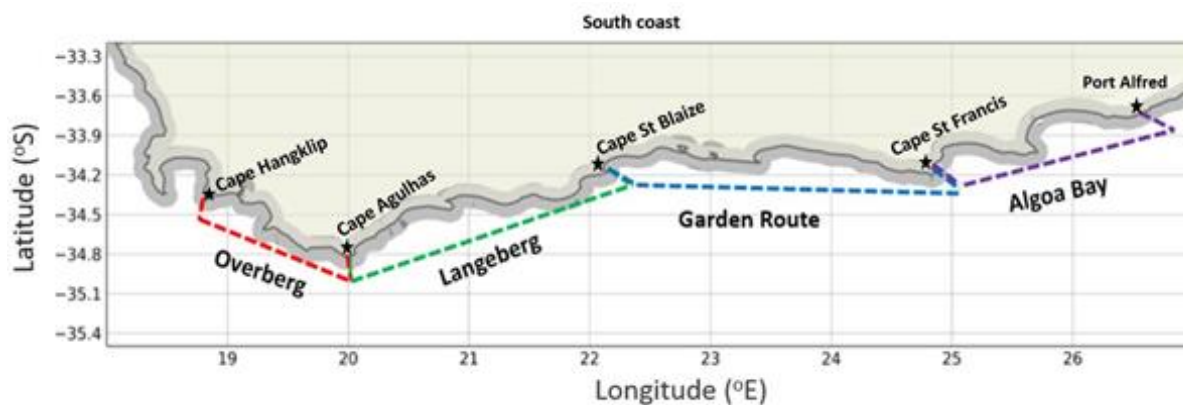 South coast
−33.3
−33.6
−33.9
−34.2
−34.5
−34.8
−35.1
−35.4
Latitude (°S)
Cape Hangklip
Cape Agulhas
Cape St Blaize
Cape St Francis
Port Alfred
Overberg
Langeberg
Garden Route
Algoa Bay
19 20 21 22 23 24 25 26
Longitude (°E)